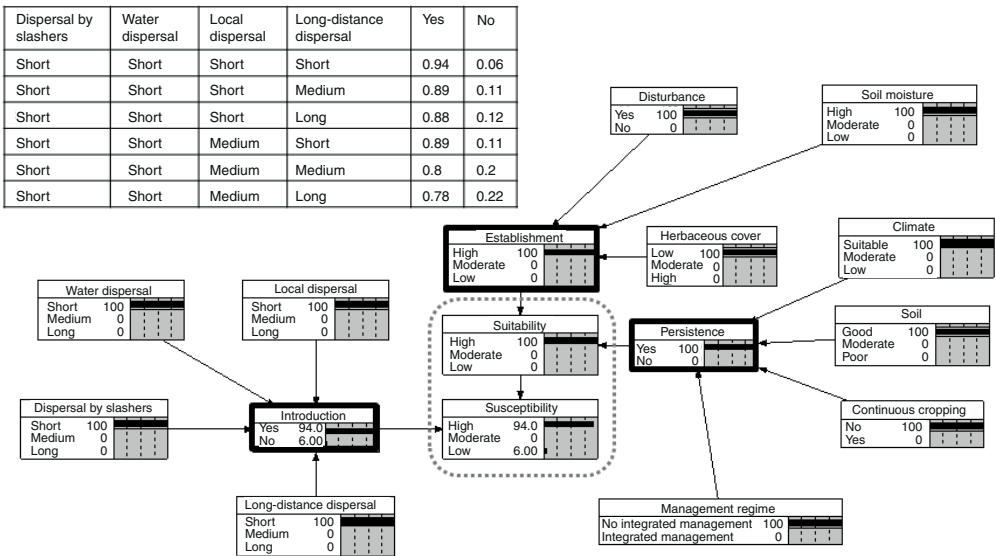 Dispersal by slashers Water dispersal Local dispersal Long-distance dispersal Yes No
Short Short Short Short 0.94 0.06
Short Short Short Medium 0.89 0.11
Short Short Short Long 0.88 0.12
Short Short Medium Short 0.89 0.11
Short Short Medium Medium 0.8 0.2
Short Short Medium Long 0.78 0.22
Disturbance
Yes 100
No 0
Soil moisture
High 100
Moderate 0
Low 0
Establishment
High 100
Moderate 0
Low 0
Herbaceous cover
Low 100
Moderate 0
High 0
Climate
Suitable 100
Moderate 0
Low 0
Water dispersal
Short 100
Medium 0
Long 0
Local dispersal
Short 100
Medium 0
Long 0
Suitability
High 100
Moderate 0
Low 0
Persistence
Yes 100
No 0
Soil
Good 100
Moderate 0
Poor 0
Dispersal by slashers
Short 100
Medium 0
Long 0
Introduction
Yes 94.0
No 6.00
Susceptibility
High 94.0
Moderate 0
Low 6.00
Continuous cropping
No 100
Yes 0
Long-distance dispersal
Short 100
Medium 0
Long 0
Management regime
No integrated management 100
Integrated management 0